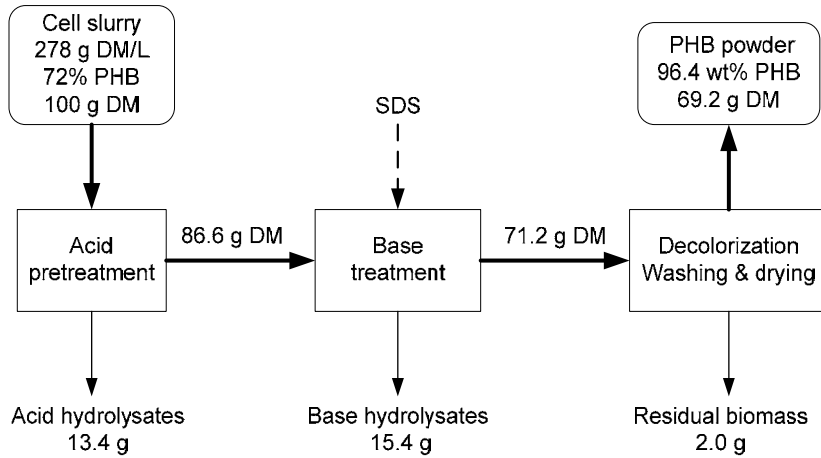 Cell slurry
278 g DM/L
72% PHB
100 g DM
PHB powder
96.4 wt% PHB
69.2 g DM
SDS
Acid
pretreatment
86.6 g DM
Base
treatment
71.2 g DM
Decolorization
Washing & drying
Acid hydrolysates
13.4 g
Base hydrolysates
15.4 g
Residual biomass
2.0 g